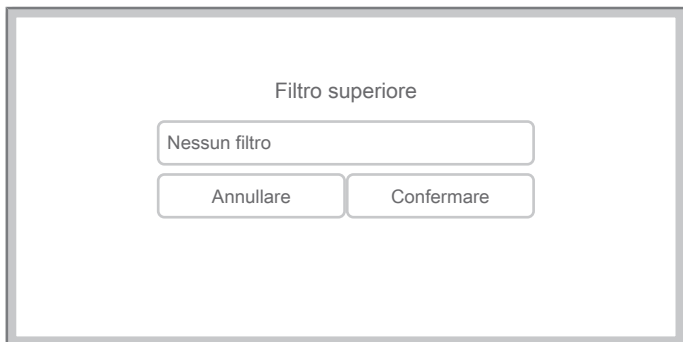 Filtro superiore
Nessun filtro
Annullare Confermare